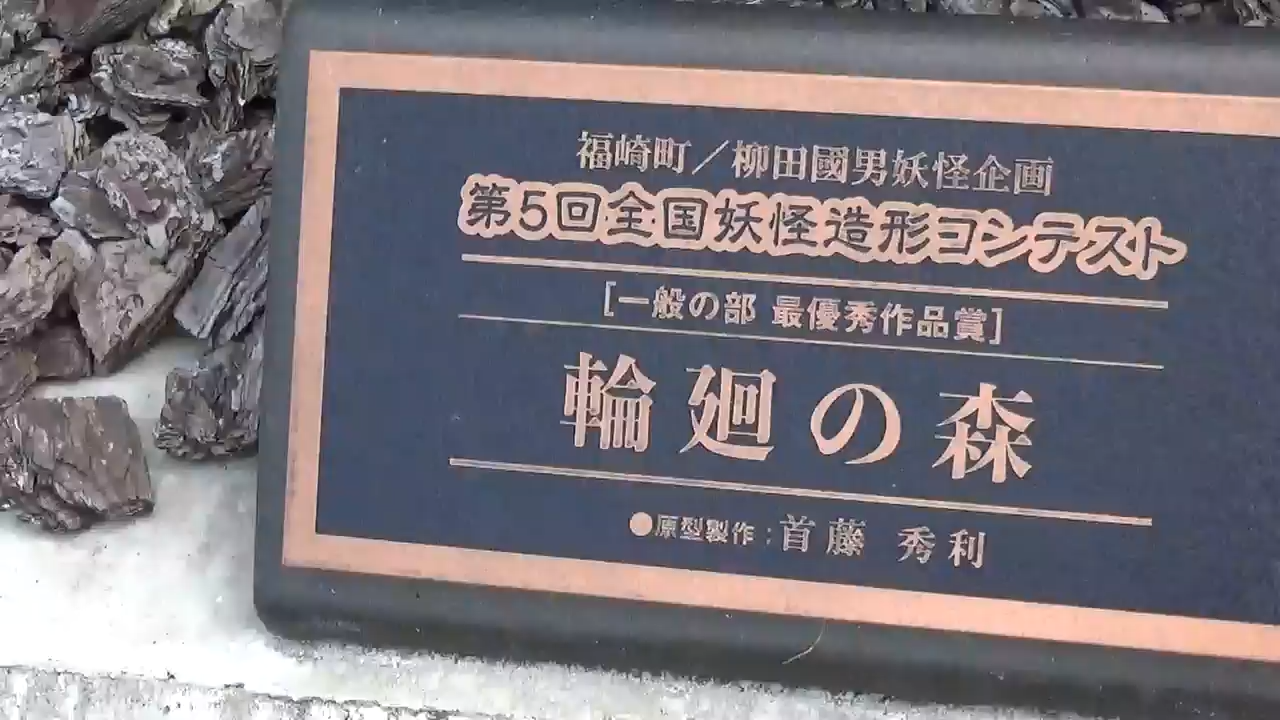 福崎町／柳田國男妖怪企画
第5回全国妖怪造形コンテスト
[一般の部 最優秀作品賞]
輪廻の森
●原型製作：首藤 秀利